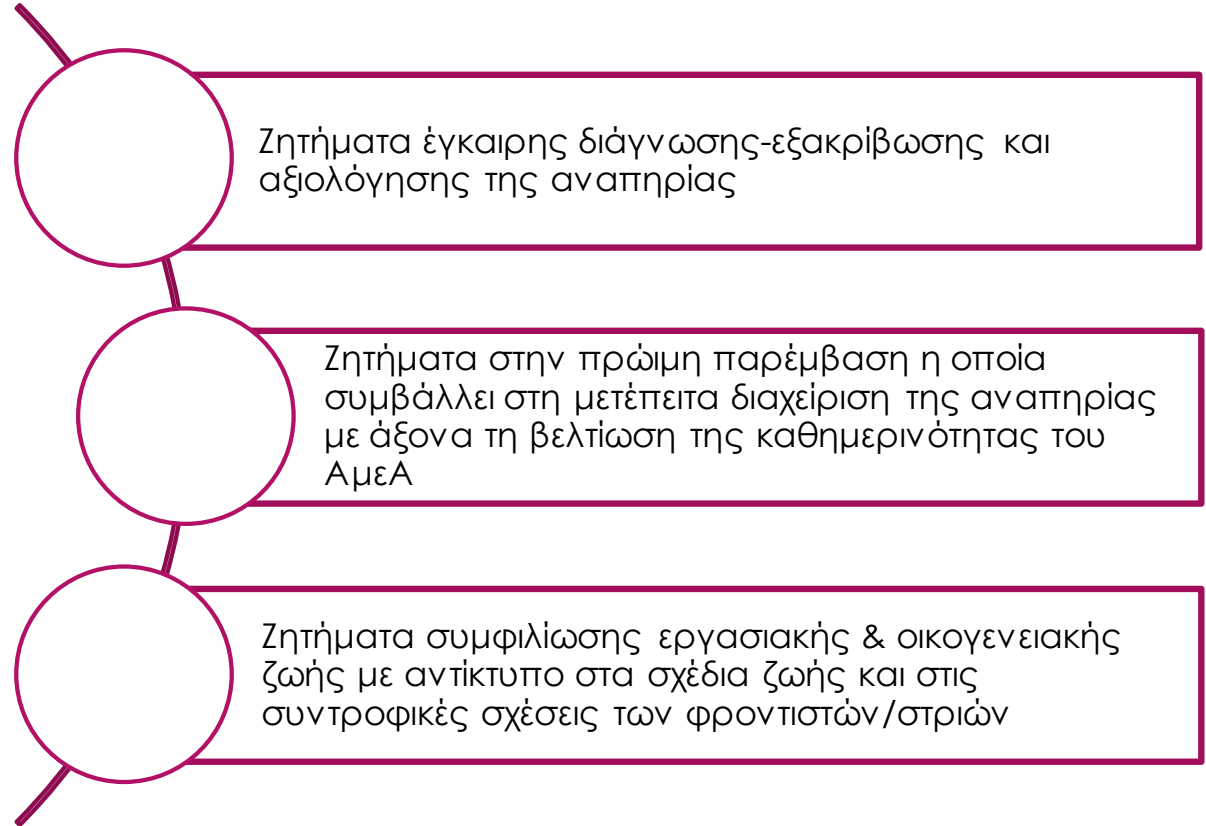 Ζητήματα έγκαιρης διάγνωσης-εξακρίβωσης και
αξιολόγησης της αναπηρίας
Ζητήματα στην πρώιμη παρέμβαση η οποία
συμβάλλει στη μετέπειτα διαχείριση της αναπηρίας
με άξονα τη βελτίωση της καθημερινότητας του
ΑμεΑ
Ζητήματα συμφιλίωσης εργασιακής & οικογενειακής
ζωής με αντίκτυπο στα σχέδια ζωής και στις
συντροφικές σχέσεις των φροντιστών/στριών